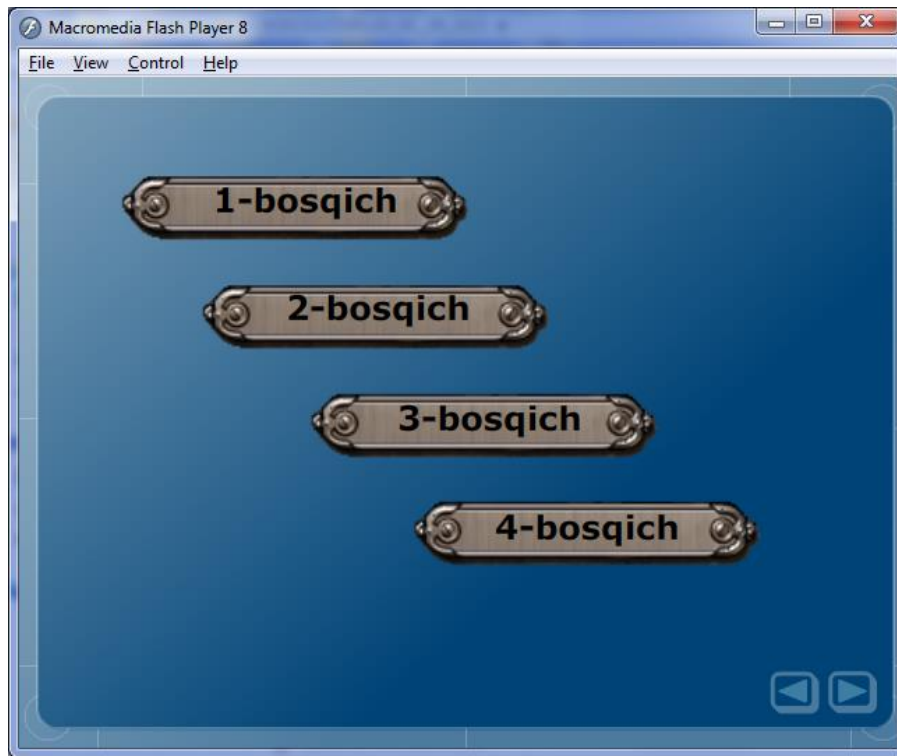 Macromedia Flash Player 8
File View Control Help
1-bosqich
2-bosqich
3-bosqich
4-bosqich